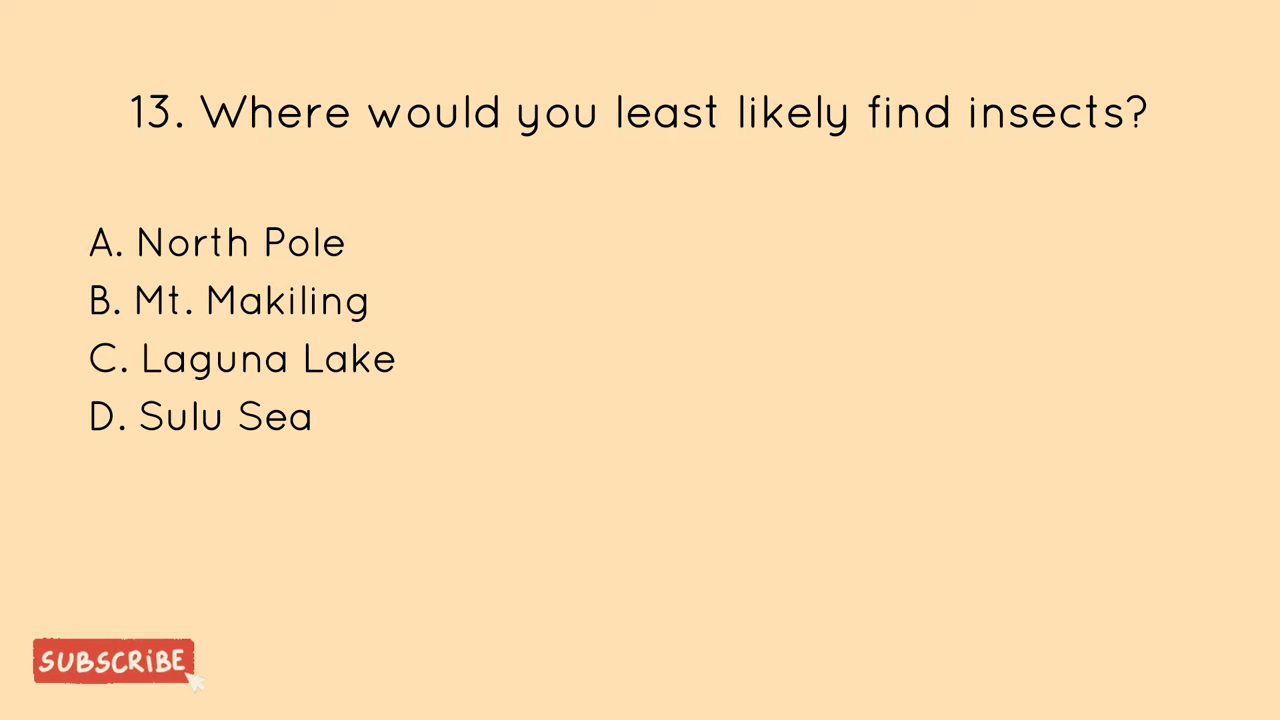 13. Where would you least likely find insects?
A. North Pole
B. Mt. Makiling
C. Laguna Lake
D. Sulu Sea
SUBSCRIBE